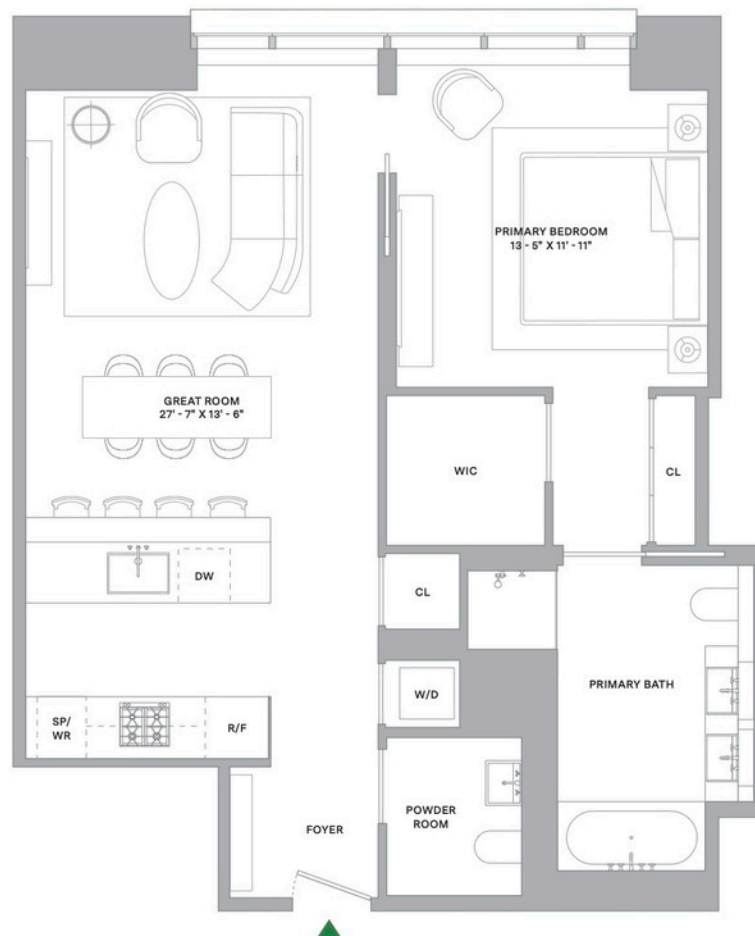 PRIMARY BEDROOM
13 - 5" X 11' - 11"
GREAT ROOM
27' - 7" X 13' - 6"
WIC
CL
DW
CL
PRIMARY BATH
W/D
SP/
WR
R/F
POWDER
ROOM
FOYER